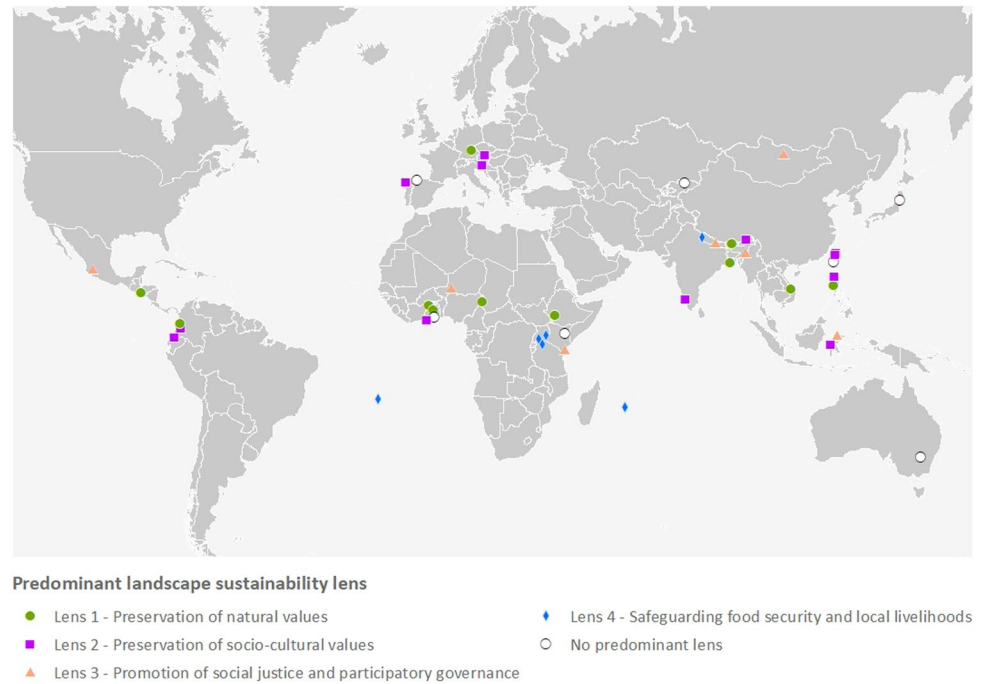 Predominant landscape sustainability lens
Lens 1 - Preservation of natural values
Lens 2 - Preservation of socio-cultural values
Lens 3 - Promotion of social justice and participatory governance
Lens 4 - Safeguarding food security and local livelihoods
No predominant lens